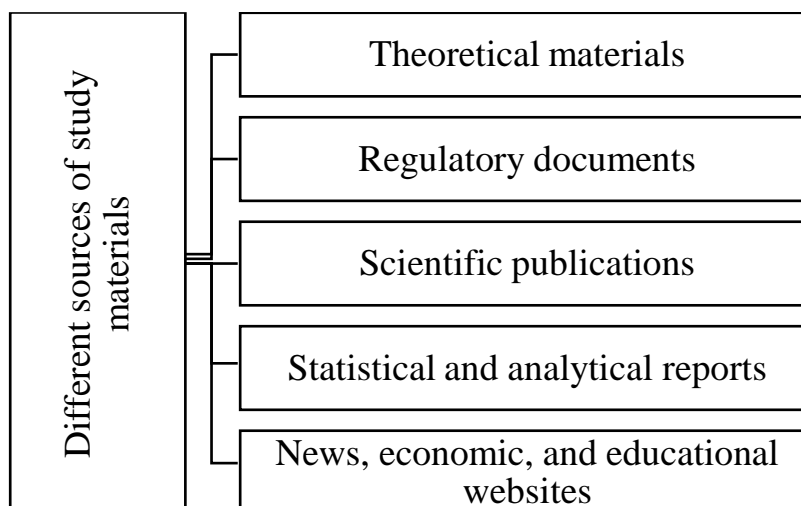 Different sources of study
materials
Theoretical materials
Regulatory documents
Scientific publications
Statistical and analytical reports
News, economic, and educational
websites